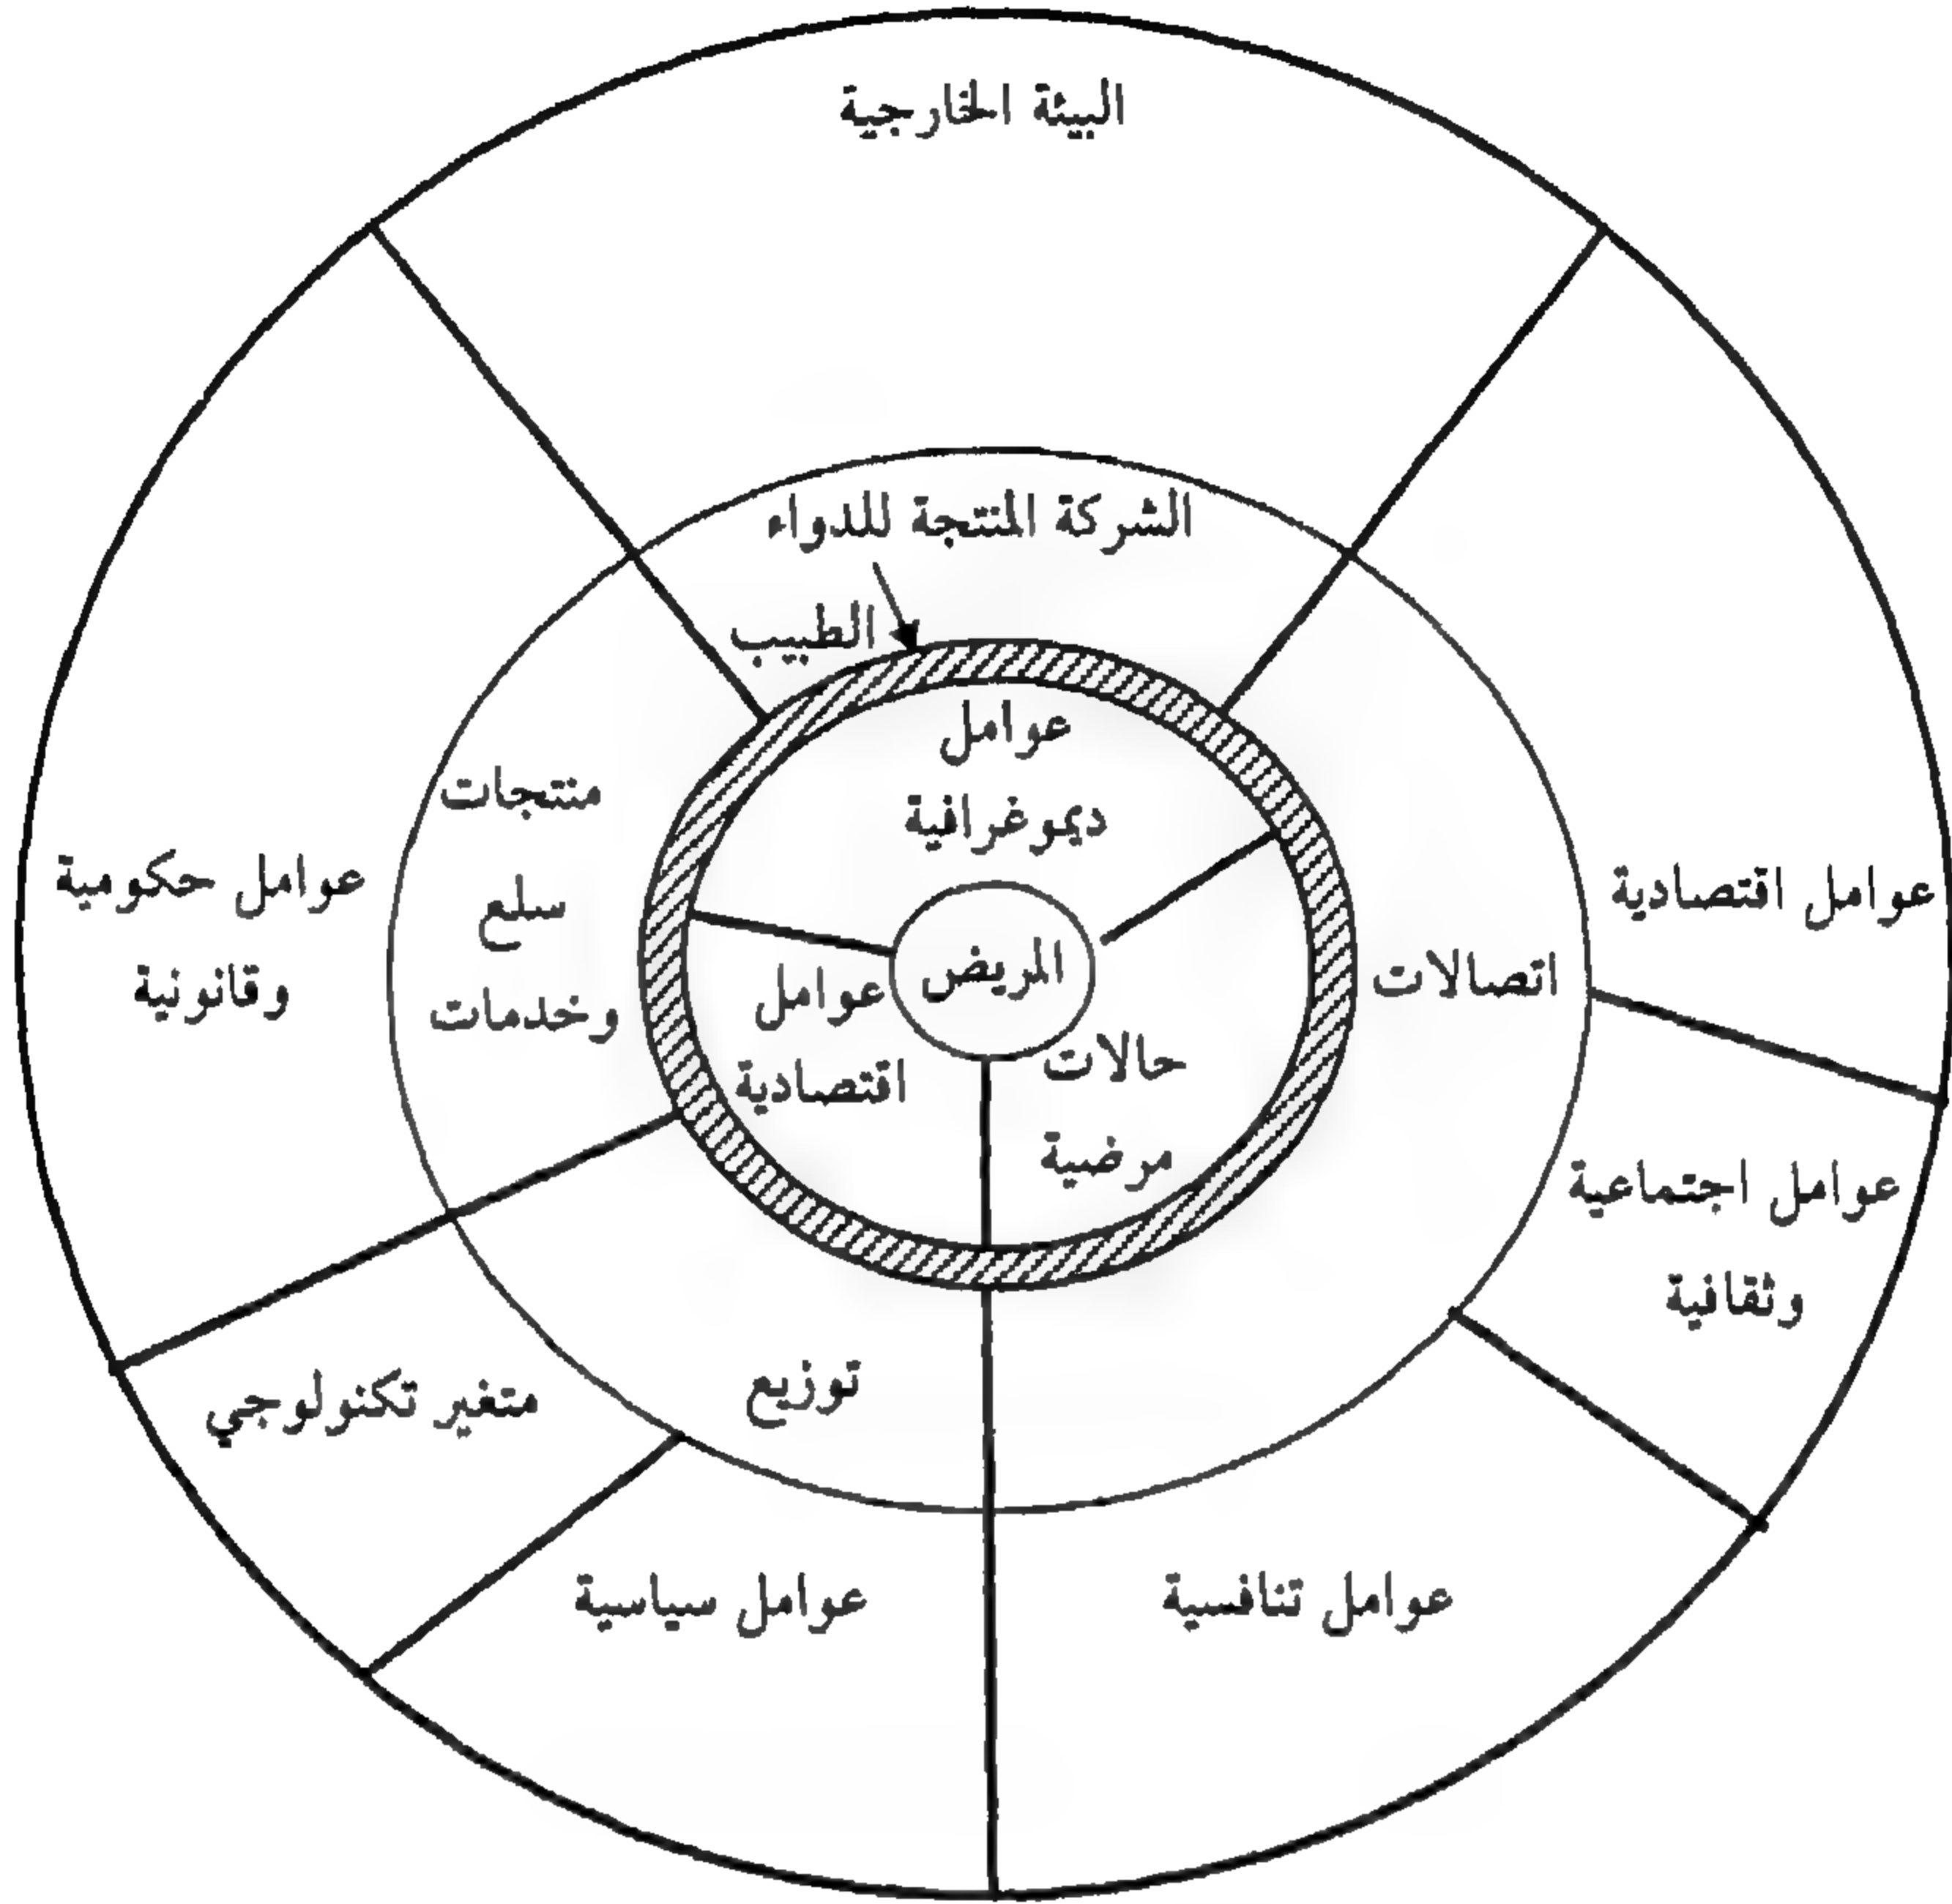 البيئة الخارجية
الشركة المنتجة للدواء
الطبيب
عوامل
ديموغرافية
منتجات
سلع
وخدمات
عوامل حكومية
وقانونية
عوامل اقتصادية
اتصالات
المريض
عوامل
اقتصادية
حالات
مرضية
عوامل اجتماعية
وثقافية
توزيع
متغير تكنولوجي
عوامل سياسية
عوامل تنافسية